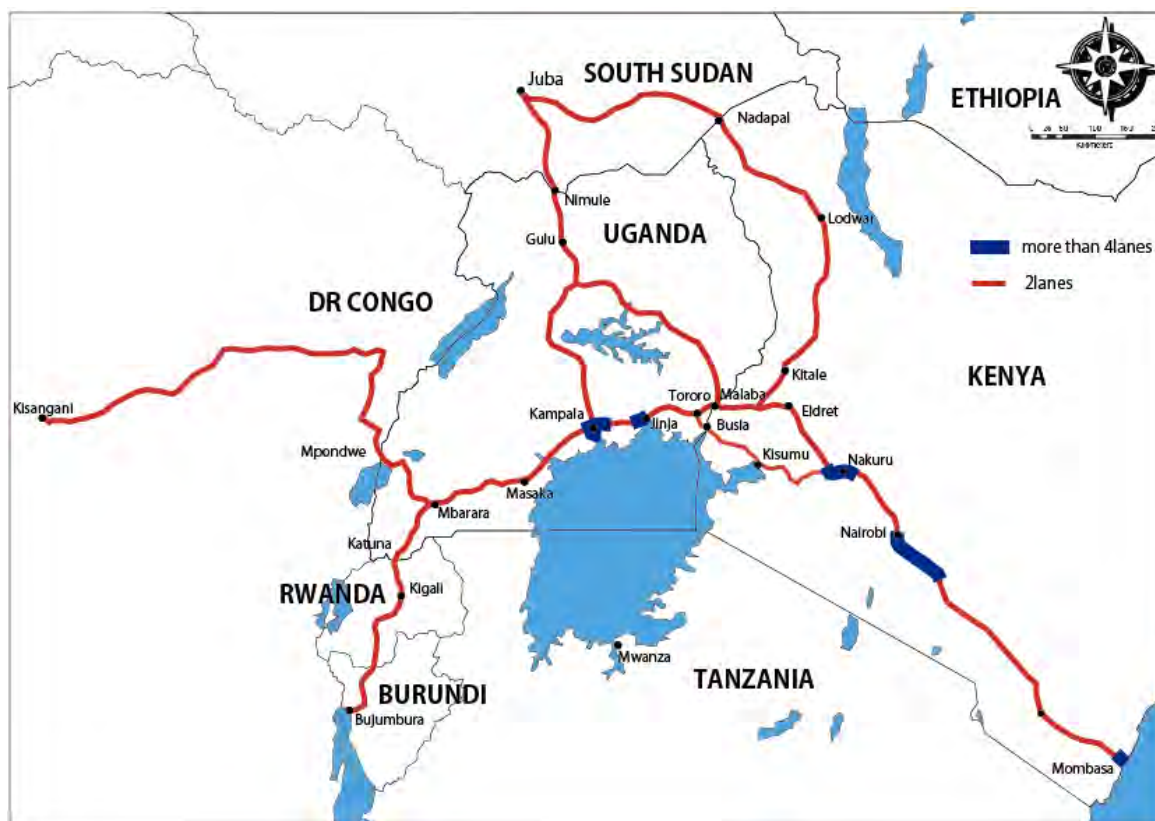 Juba
SOUTH SUDAN
ETHIOPIA
Nadapal
Kilometers
Nimule
Lodwar
UGANDA
Gulu
more than 4lanes
2lanes
DR CONGO
Kitale
KENYA
Kisangani
Tororo
Malaba
Eldret
Kampala
Jinja
Busia
Mpondwe
Kisumu
Nakuru
Masaka
Mbarara
Nairobi
Katuna
RWANDA
Kigali
Mwanza
TANZANIA
BURUNDI
Bujumbura
Mombasa